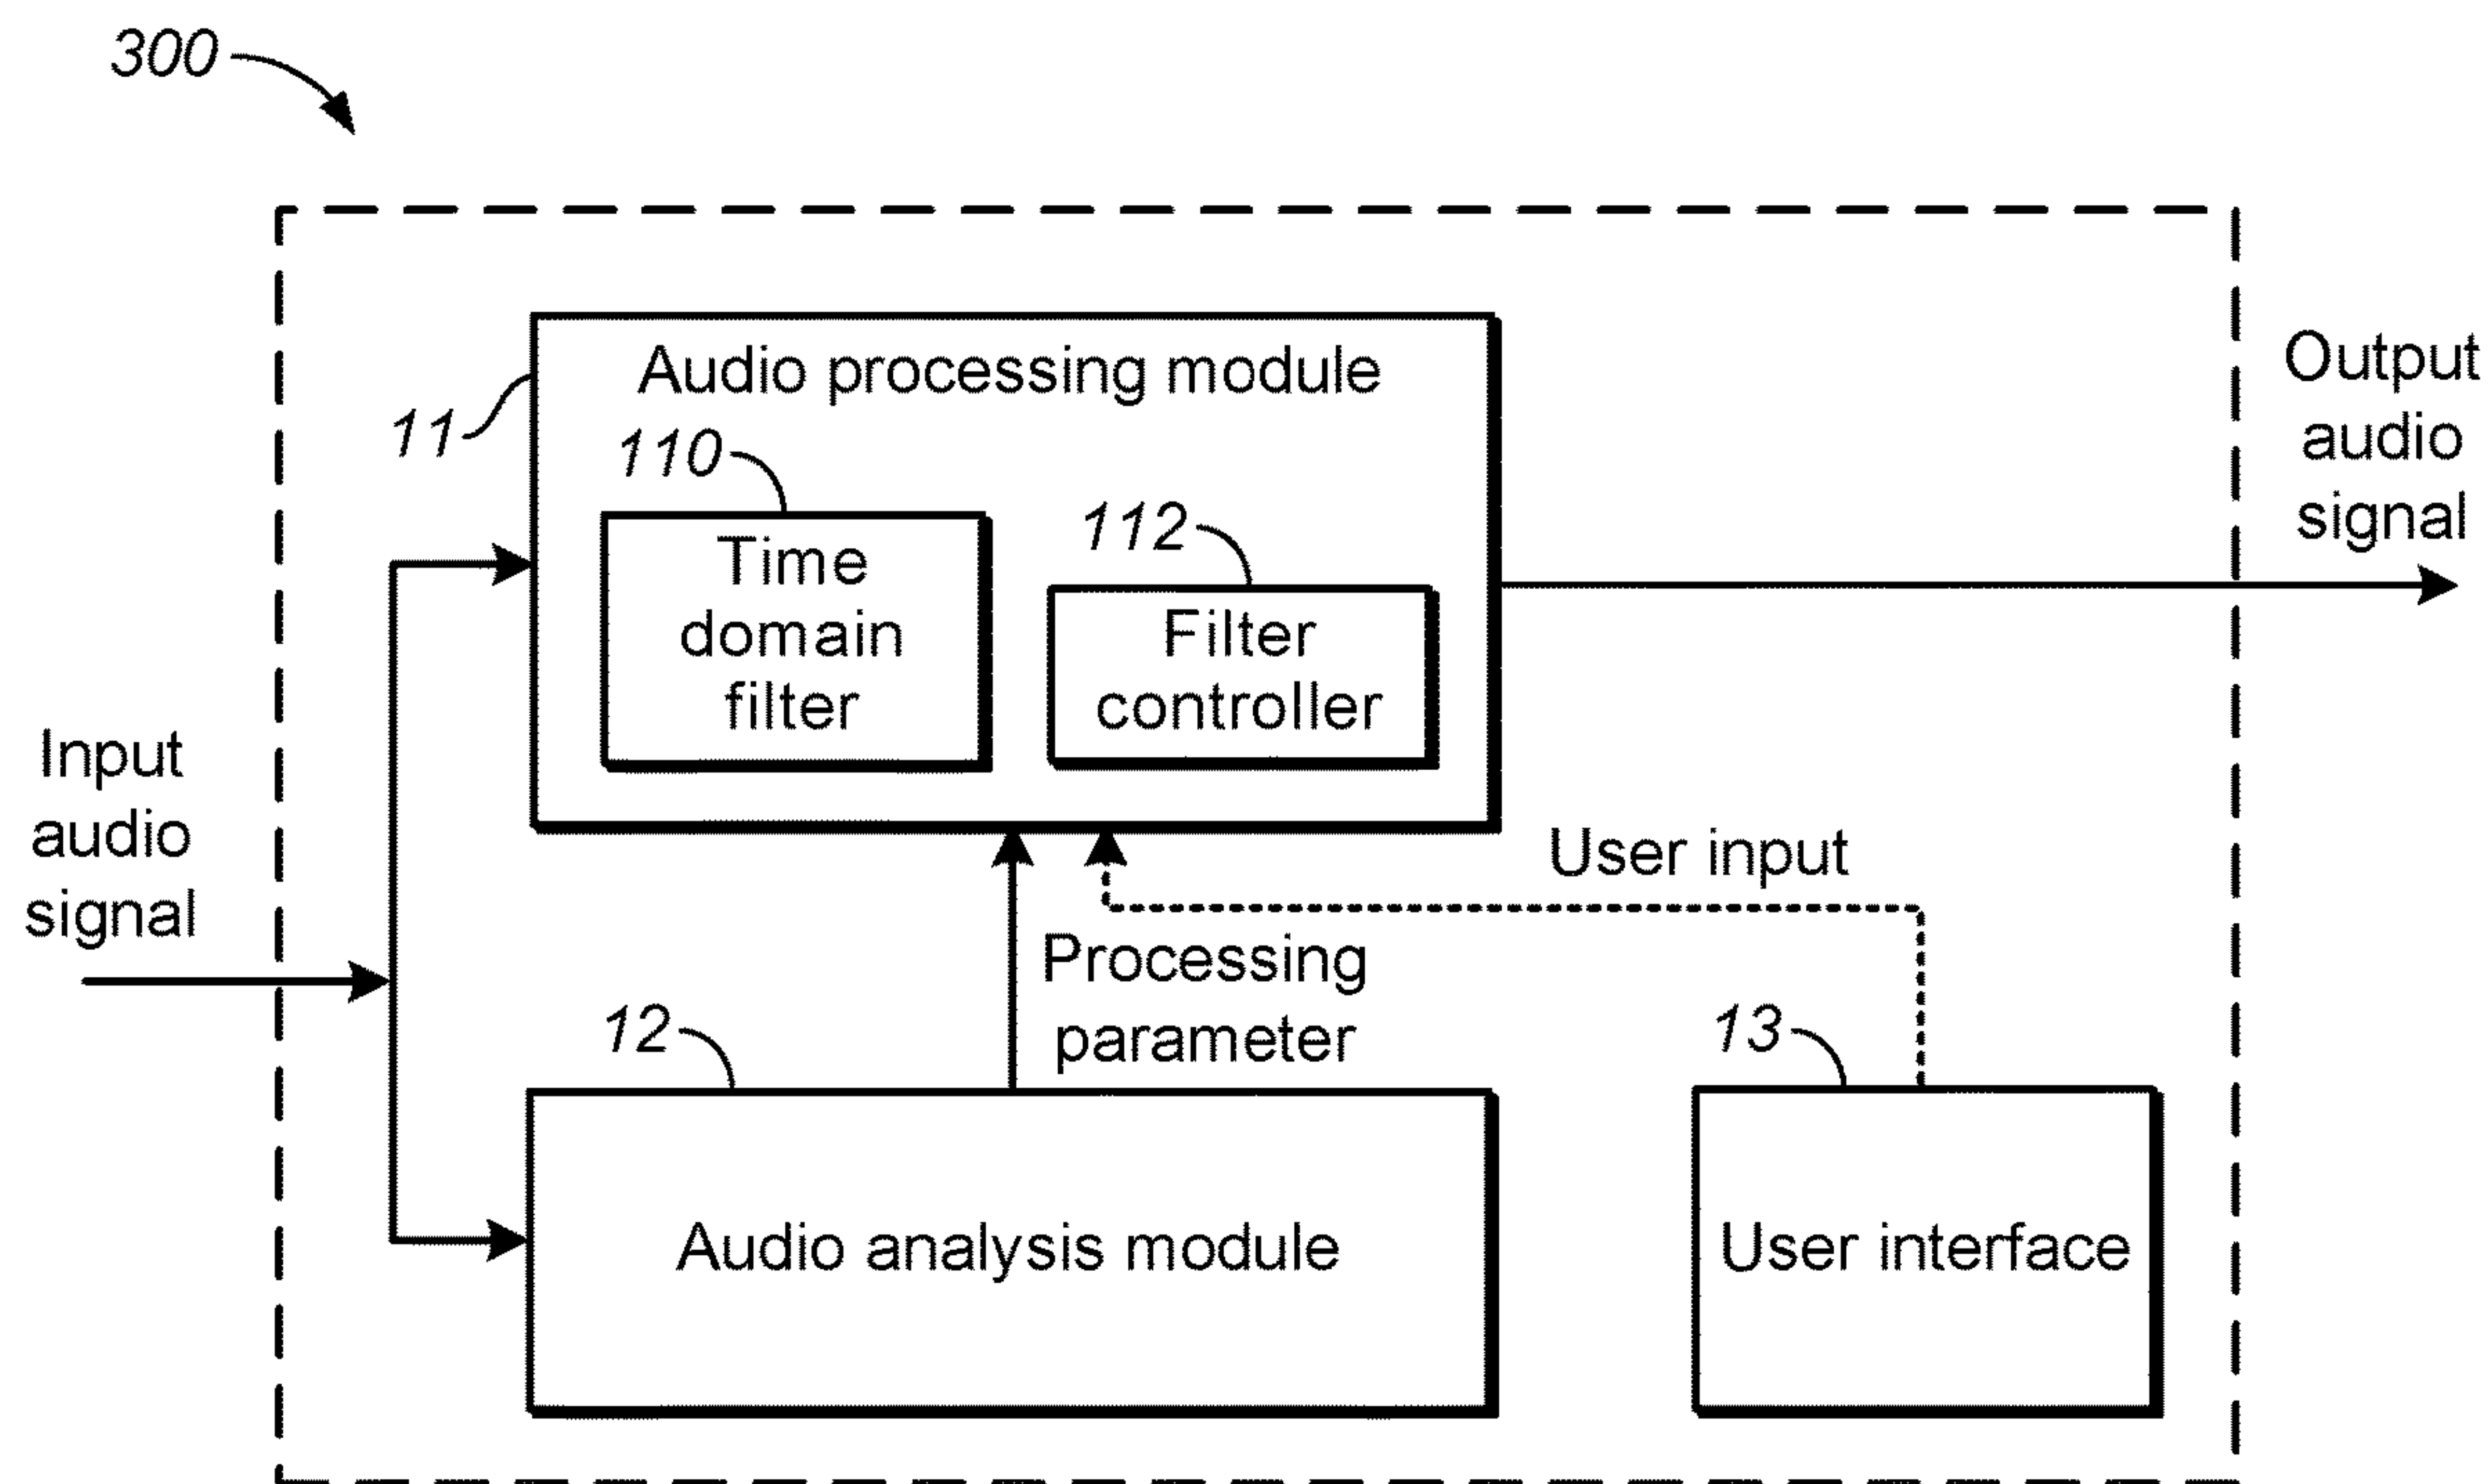 300
Audio processing module
11
110
Time
domain
filter
112
Filter
controller
Output
audio
signal
Input
audio
signal
User input
Processing
parameter
12
Audio analysis module
13
User interface